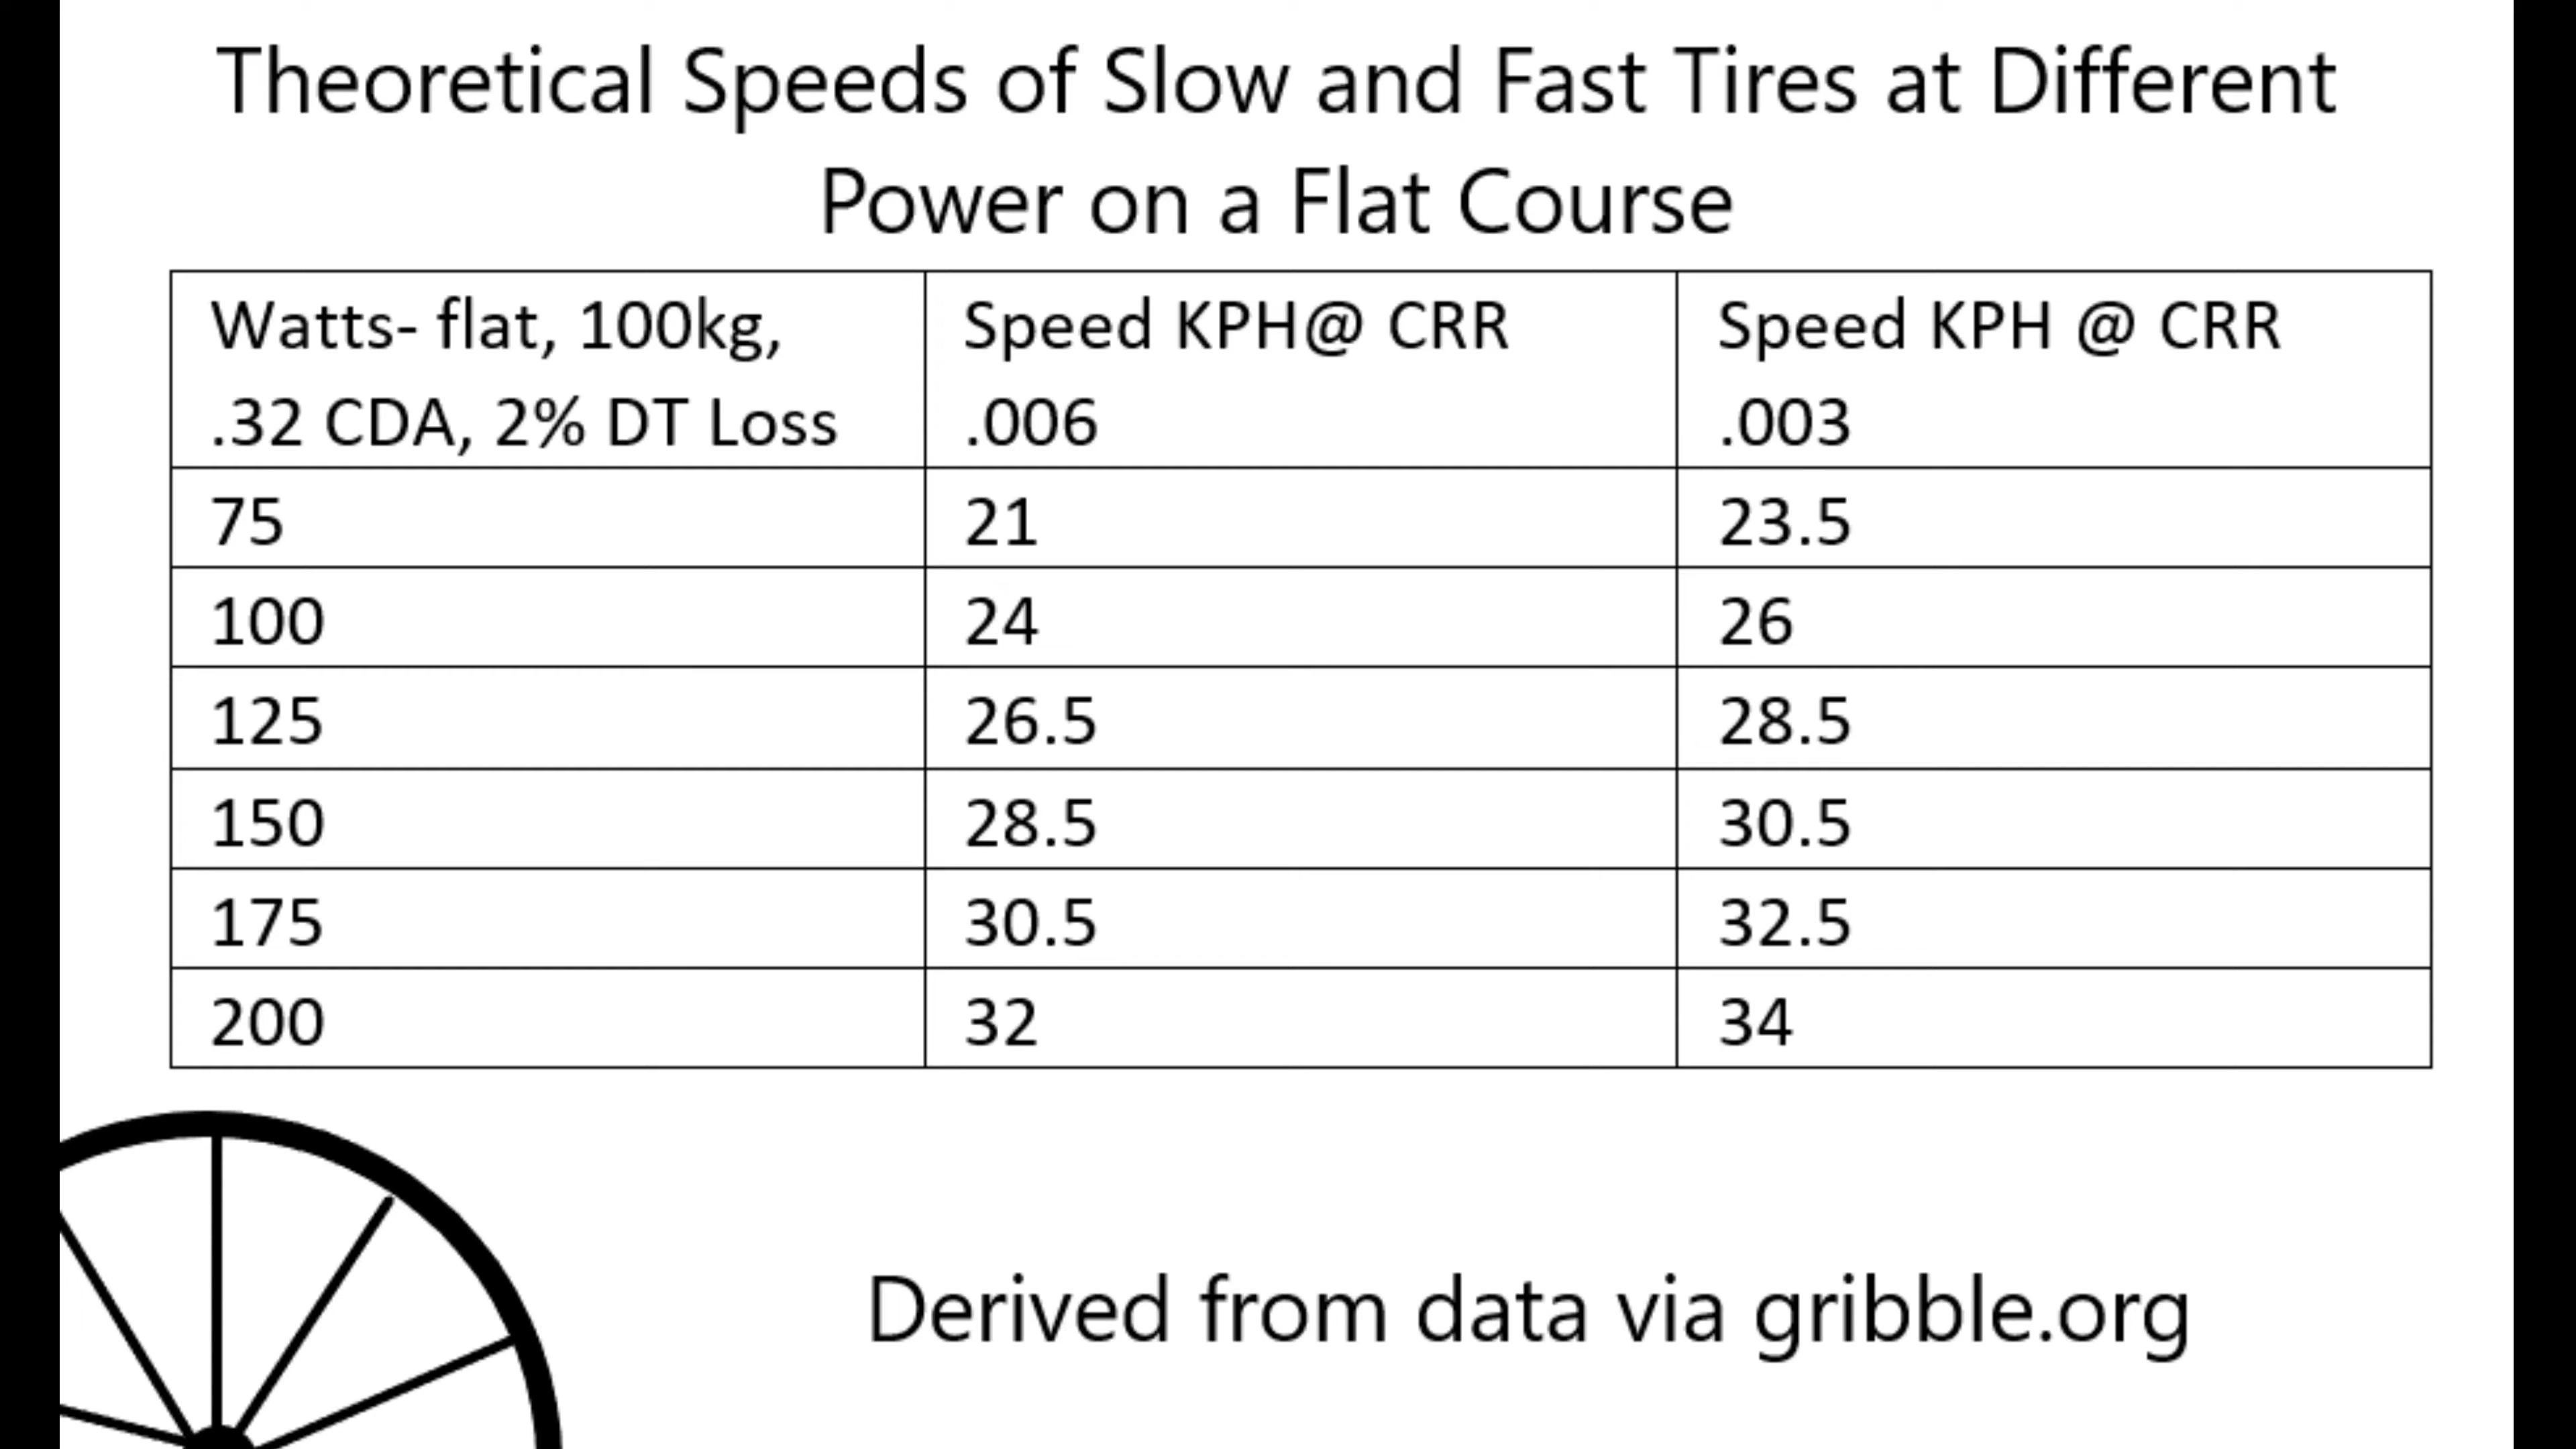 Theoretical Speeds of Slow and Fast Tires at Different
Power on a Flat Course
Watts- flat, 100kg,
.32 CDA, 2% DT Loss
Speed KPH@ CRR
.006
Speed KPH @ CRR
.003
75 21 23.5
100 24 26
125 26.5 28.5
150 28.5 30.5
175 30.5 32.5
200 32 34
Derived from data via gribble.org